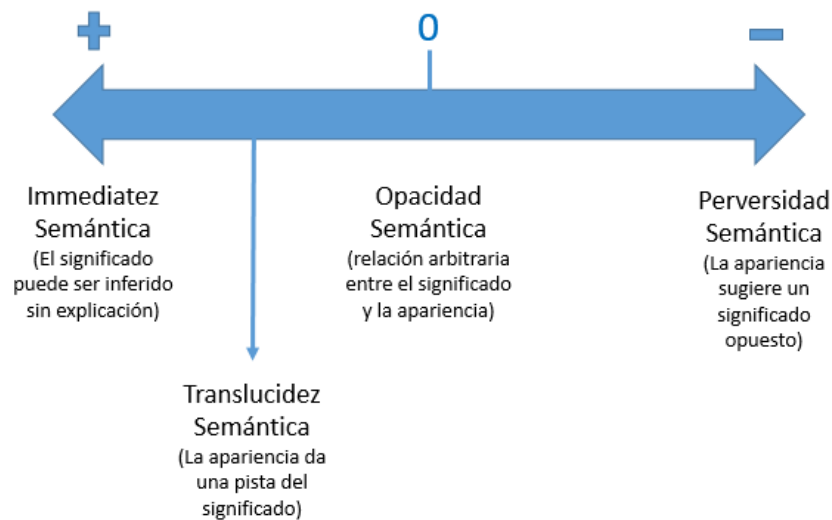 0
Immediatez
Semántica
(El significado
puede ser inferido
sin explicación)
Opacidad
Semántica
(relación arbitraria
entre el significado
y la apariencia)
Perversidad
Semántica
(La apariencia
sugiere un
significado
opuesto)
Translucidez
Semántica
(La apariencia da
una pista del
significado)